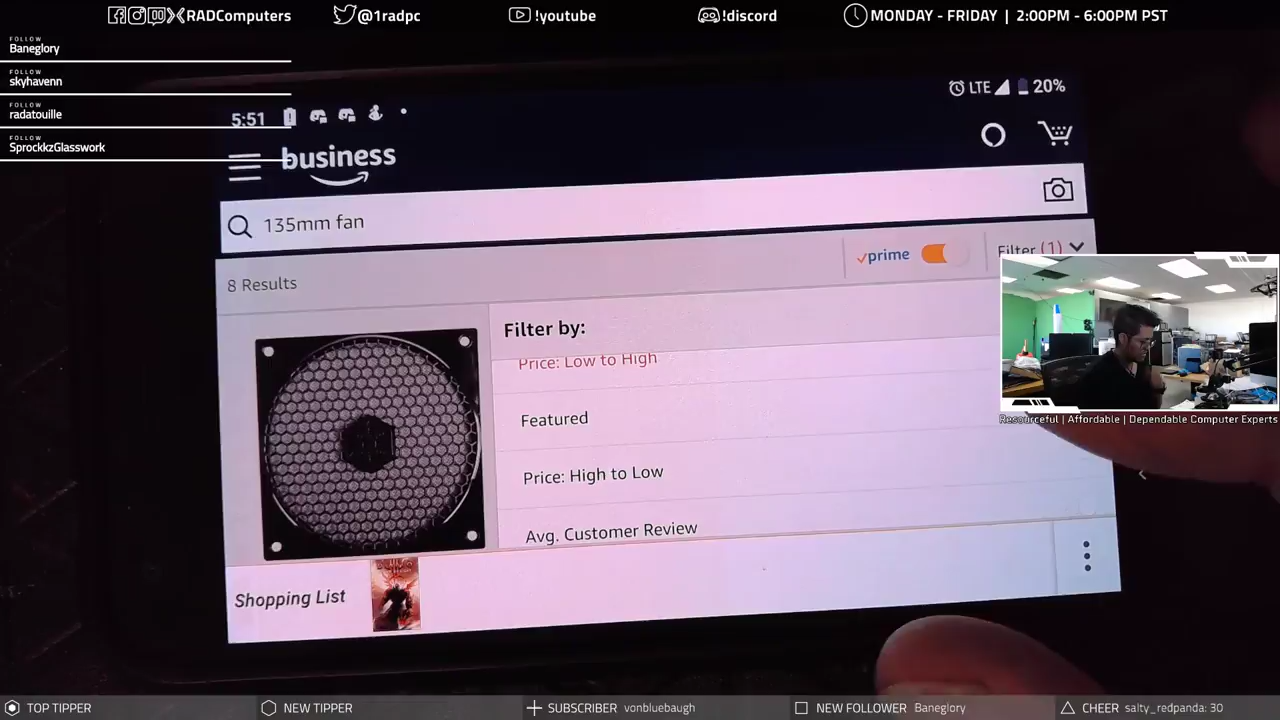 RADComputers
@1radpc
!youtube
!discord
MONDAY - FRIDAY | 2:00PM - 6:00PM PST
FOLLOW
Baneglory
FOLLOW
skyhavenn
FOLLOW
radatouille
FOLLOW
SprockkzGlasswork
5:51
LTE
20%
business
135mm fan
8 Results
prime
Filter (1)
Filter by:
Price: Low to High
Featured
Price: High to Low
Avg. Customer Review
Shopping List
Resourceful | Affordable | Dependable Computer Experts
TOP TIPPER
NEW TIPPER
SUBSCRIBER vonbluebaugh
NEW FOLLOWER Baneglory
CHEER salty_redpanda: 30